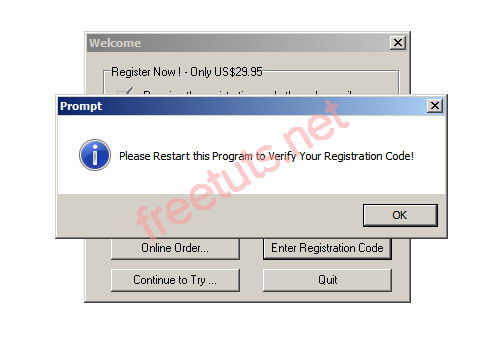 Welcome
Register Now ! - Only US$29.95
Prompt
Please Restart this Program to Verify Your Registration Code!
freetuts.net
OK
Online Order...
Enter Registration Code
Continue to Try ...
Quit